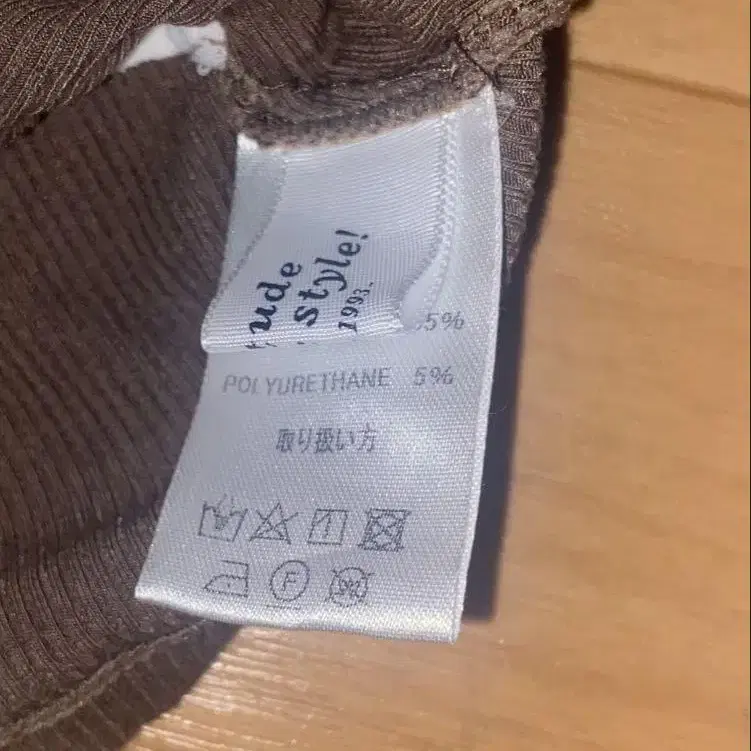 ude
style!
1993.
5%
POLYURETHANE 5%
取り扱い方
F